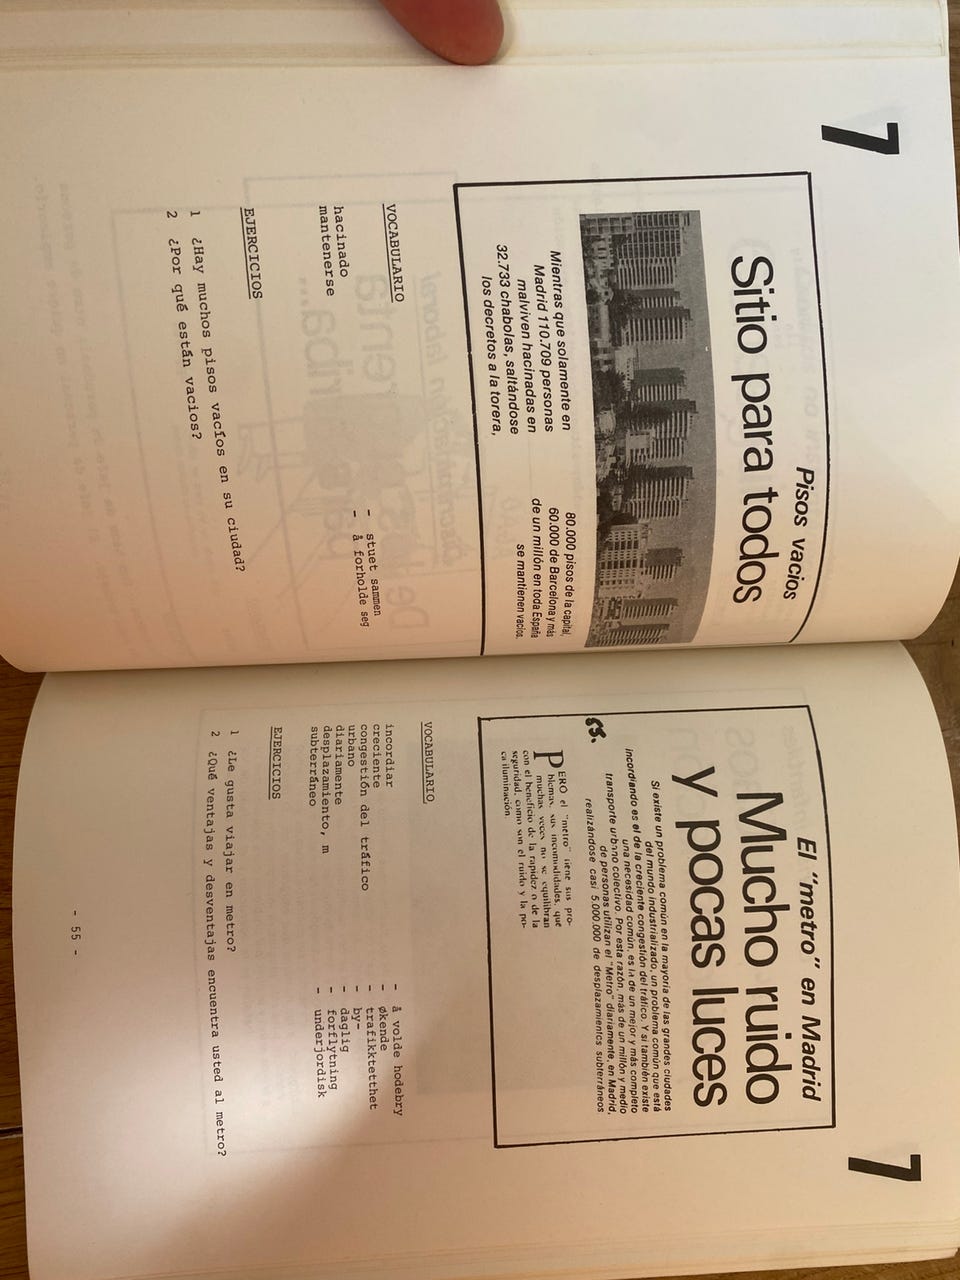 7
Pisos vacios
Sitio para todos
Mientras que solamente en
Madrid 110.709 personas
malviven hacinadas en
32.733 chabolas, saltándose
los decretos a la torera,
80.000 pisos de la capital,
60.000 de Barcelona y más
de un millón en toda España
se mantienen vacíos.
VOCABULARIO
hacinado - stuet sammen
mantenerse - å forholde seg
EJERCICIOS
1 ¿Hay muchos pisos vacíos en su ciudad?
2 ¿Por qué están vacios?
7
El "metro" en Madrid
Mucho ruido
y pocas luces
Si existe un problema común en la mayoría de las grandes ciudades
del mundo industrializado, un problema común que está
incordiando es el de la creciente congestión del tráfico. Y si también existe
una necesidad común, es la de un mejor y más completo
transporte urbano colectivo. Por esta razón, más de un millón y medio
de personas utilizan el "Metro" diariamente, en Madrid,
realizándose casi 5.000.000 de desplazamientos subterráneos
65.
PERO el "metro" tiene sus pro-
blemas, sus incomodidades, que
muchas veces no se equilibran
con el beneficio de la rapidez o de la
seguridad, como son el ruido y la po-
ca iluminación.
VOCABULARIO
incordiar - å volde hodebry
creciente - økende
congestión del tráfico - trafikktetthet
urbano - by-
diariamente - daglig
desplazamiento, m - forflytning
subterráneo - underjordisk
EJERCICIOS
1 ¿Le gusta viajar en metro?
2 ¿Qué ventajas y desventajas encuentra usted al metro?
- 55 -